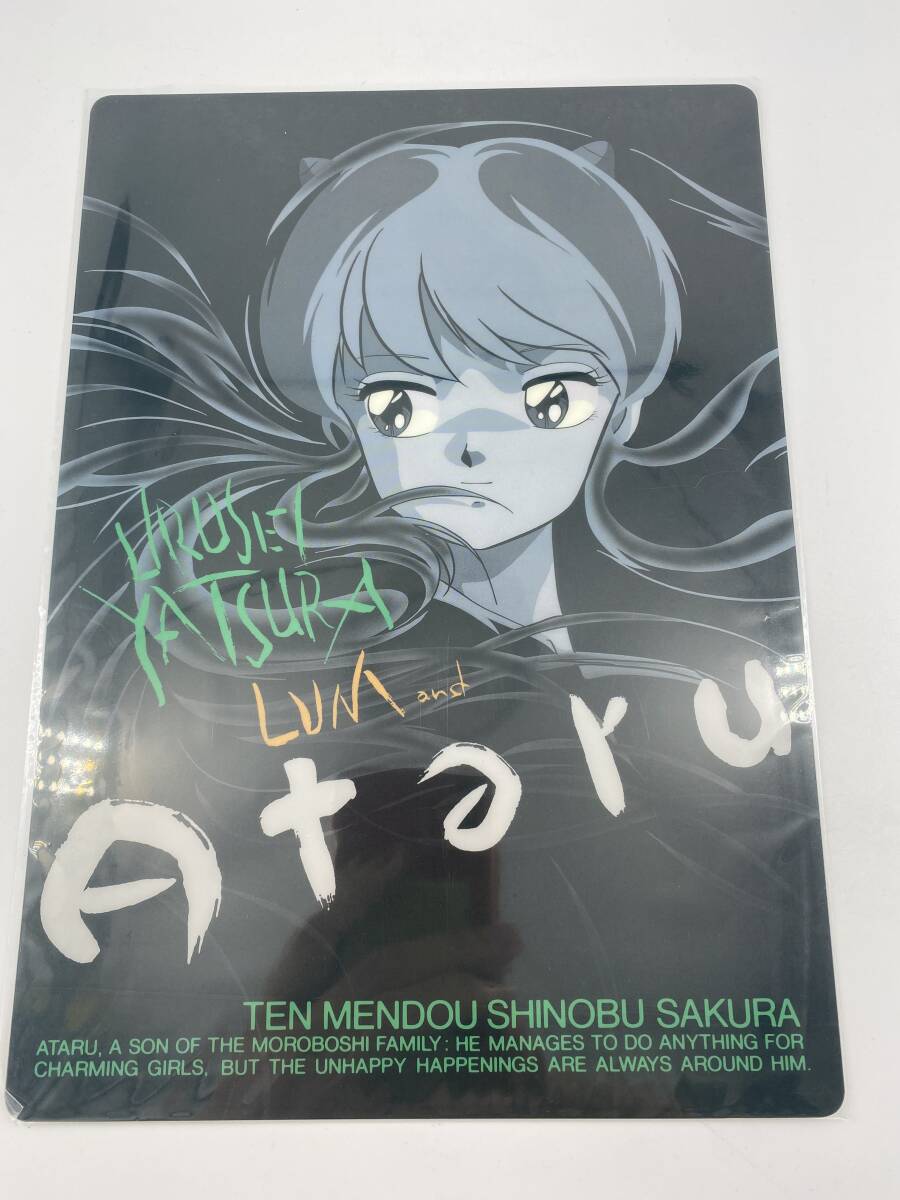 URUSEI
YATSURA
LUM and
Ataru
TEN MENDOU SHINOBU SAKURA
ATARU, A SON OF THE MOROBOSHI FAMILY: HE MANAGES TO DO ANYTHING FOR
CHARMING GIRLS, BUT THE UNHAPPY HAPPENINGS ARE ALWAYS AROUND HIM.